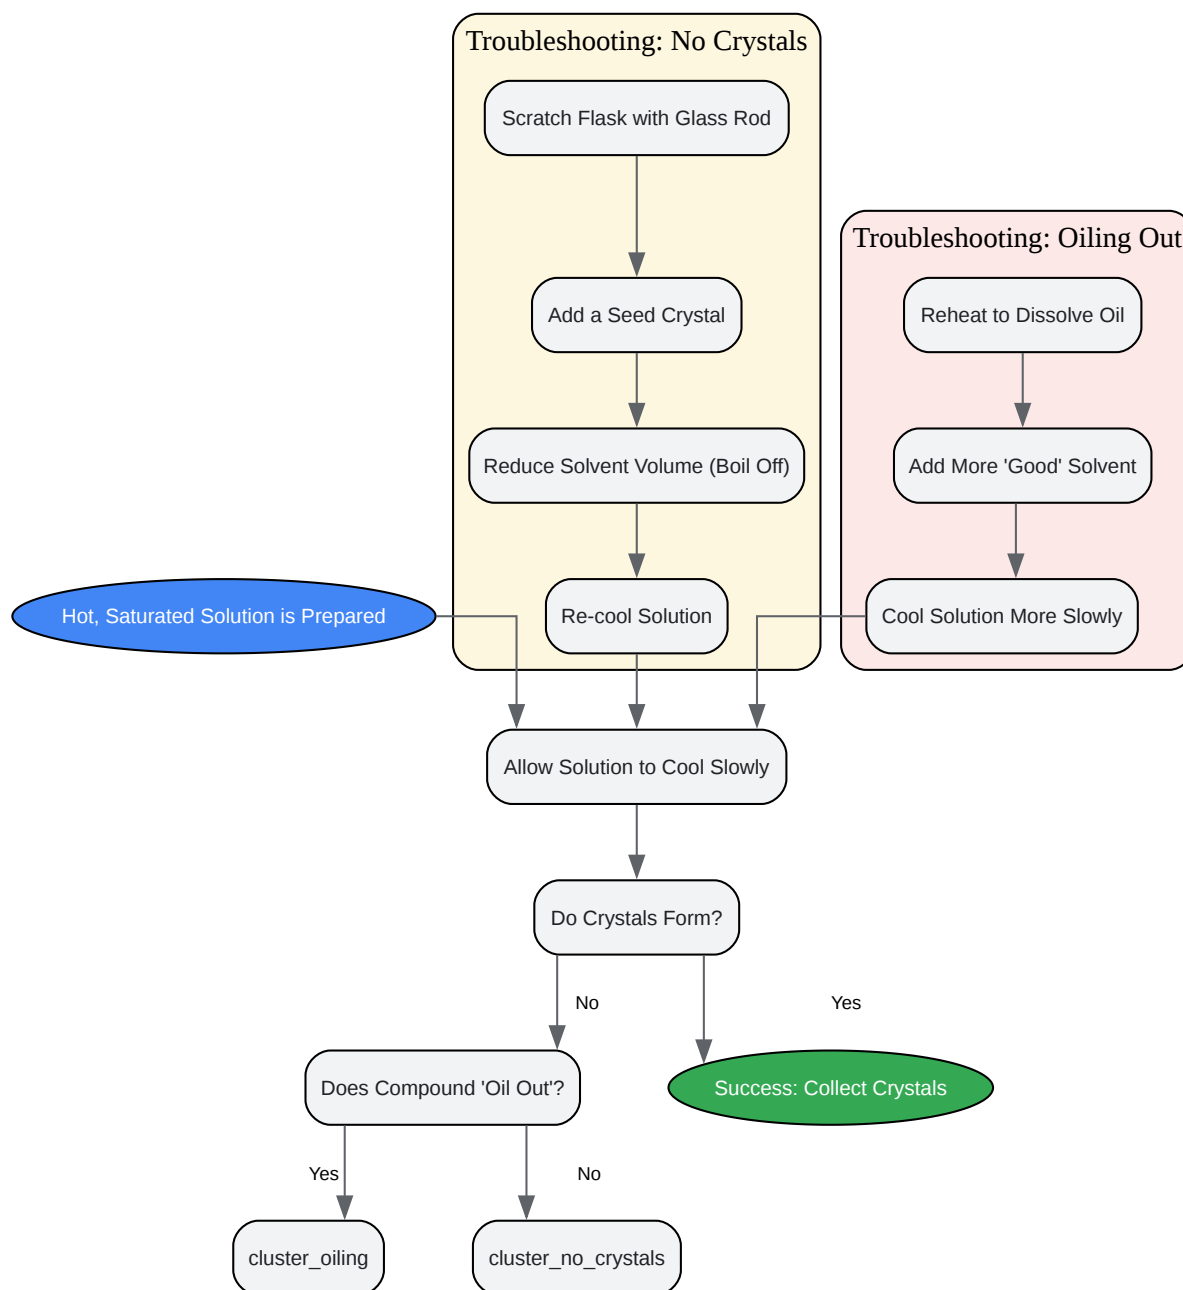 Troubleshooting: No Crystals
Scratch Flask with Glass Rod
Troubleshooting: Oiling Out
Add a Seed Crystal
Reheat to Dissolve Oil
Reduce Solvent Volume (Boil Off)
Add More 'Good' Solvent
Hot, Saturated Solution is Prepared
Re-cool Solution
Cool Solution More Slowly
Allow Solution to Cool Slowly
Do Crystals Form?
No
Yes
Does Compound 'Oil Out'?
Success: Collect Crystals
Yes
No
cluster_oiling
cluster_no_crystals